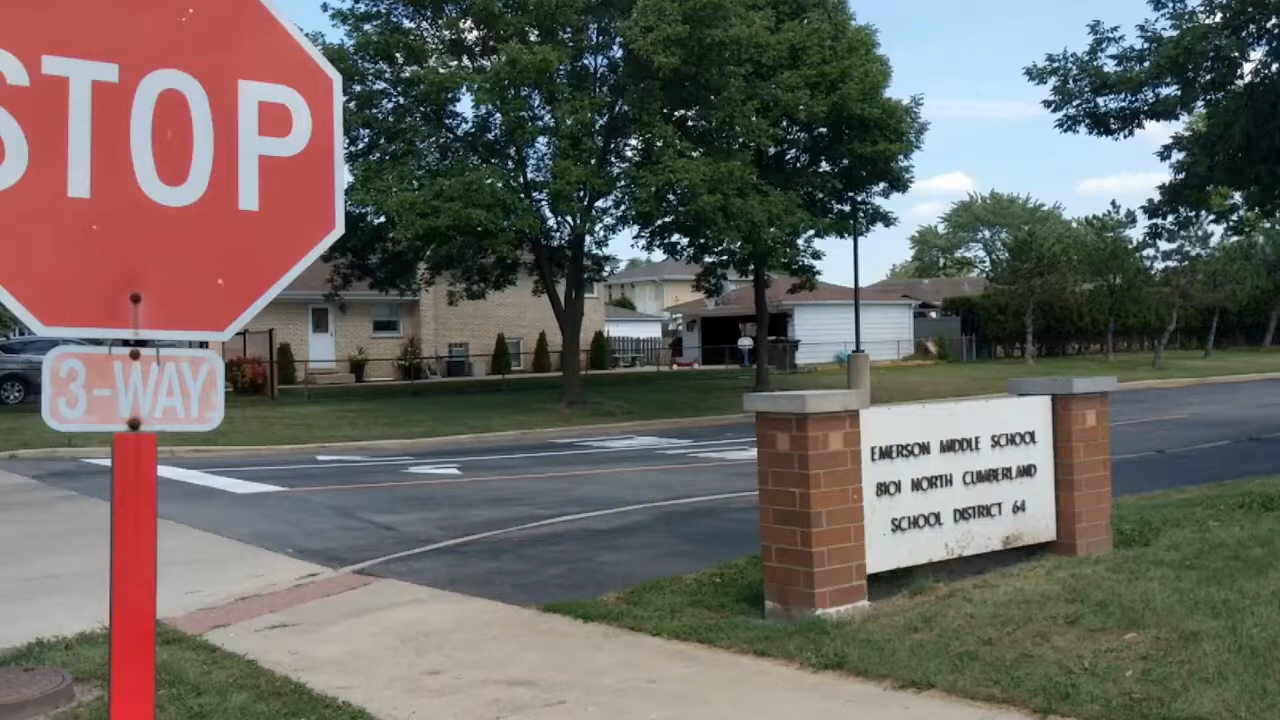 STOP
3-WAY
EMERSON MIDDLE SCHOOL
8101 NORTH CUMBERLAND
SCHOOL DISTRICT 64